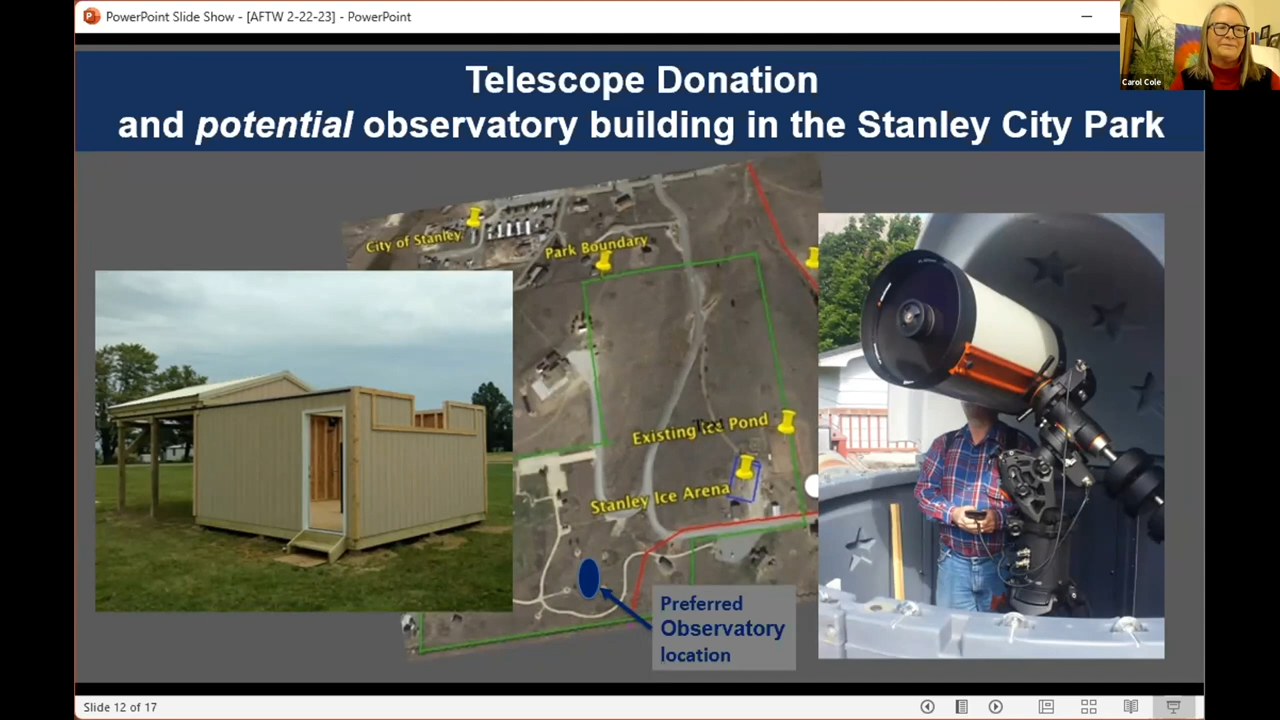 PowerPoint Slide Show - [AFTW 2-22-23] - PowerPoint
Carol Cole
Telescope Donation
and potential observatory building in the Stanley City Park
City of Stanley
Park Boundary
Existing Ice Pond
Stanley Ice Arena
Preferred
Observatory
location
Slide 12 of 17